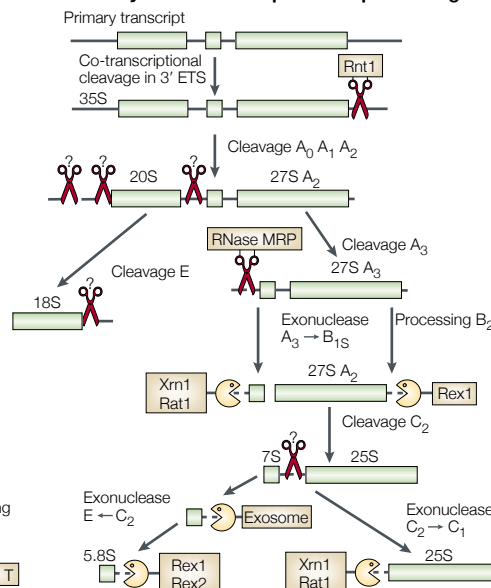 Primary transcript
Co-transcriptional
cleavage in 3′ ETS
Rnt1
35S
Cleavage A0 A1 A2
? ? ?
20S
27S A2
RNase MRP
Cleavage A3
27S A3
Cleavage E
?
18S
Exonuclease
A3 → B1S
Processing B2
27S A2
Xrn1
Rat1
Rex1
Cleavage C2
?
7S
25S
Exonuclease
E ← C2
Exosome
Exonuclease
C2 → C1
5.8S
Rex1
Rex2
Xrn1
Rat1
25S
T